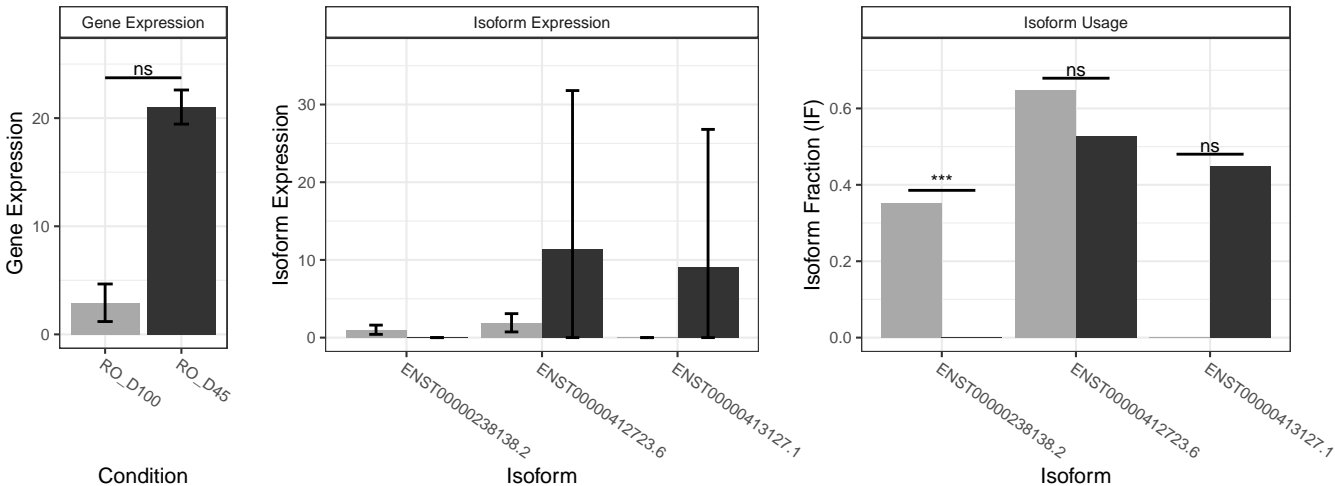 Gene Expression
ns
Gene Expression
20
10
0
RO_D100
RO_D45
Condition
Isoform Expression
Isoform Expression
30
20
10
0
ENST00000238138.2
ENST00000412723.6
ENST00000413127.1
Isoform
Isoform Usage
Isoform Fraction (IF)
0.6
0.4
0.2
0.0
***
ns
ns
ENST00000238138.2
ENST00000412723.6
ENST00000413127.1
Isoform